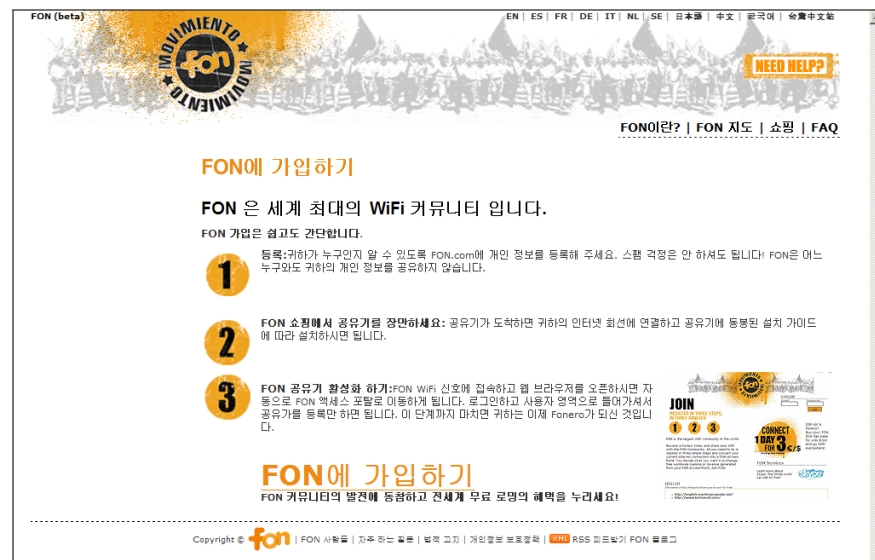 FON (beta)
EN | ES | FR | DE | IT | NL | SE | 日本語 | 中文 | 한국어 | 台灣中文站
MOVIMIENTO
fon
MOVIMIENTO
NEED HELP?
FON이란? | FON 지도 | 쇼핑 | FAQ
FON에 가입하기
FON 은 세계 최대의 WiFi 커뮤니티 입니다.
FON 가입은 쉽고도 간단합니다.
1
등록:귀하가 누구인지 알 수 있도록 FON.com에 개인 정보를 등록해 주세요. 스팸 걱정은 안 하셔도 됩니다! FON은 어느
누구와도 귀하의 개인 정보를 공유하지 않습니다.
2
FON 쇼핑에서 공유기를 장만하세요: 공유기가 도착하면 귀하의 인터넷 회선에 연결하고 공유기에 동봉된 설치 가이드
에 따라 설치하시면 됩니다.
3
FON 공유기 활성화 하기:FON WiFi 신호에 접속하고 웹 브라우저를 오픈하시면 자
동으로 FON 액세스 포탈로 이동하게 됩니다. 로그인하고 사용자 영역으로 들어가셔서
공유기를 등록만 하면 됩니다. 이 단계까지 마치면 귀하는 이제 Fonero가 되신 것입니
다.
JOIN
REGISTER IN THREE STEPS,
IN THREE MINUTES
1 2 3
CONNECT
1 DAY
FOR 3 €/$
FON Services
skype
FON에 가입하기
FON 커뮤니티의 발전에 동참하고 전세계 무료 로밍의 혜택을 누리세요!
Copyright © fon | FON 사람들 | 자주 하는 질문 | 법적 고지 | 개인정보 보호정책 | XML RSS 피드받기 FON 블로그